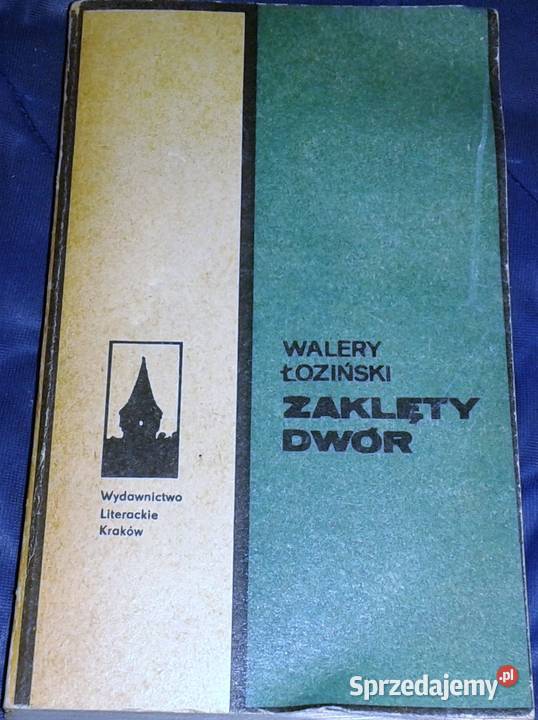 WALERY
ŁOZIŃSKI
ZAKLĘTY
DWÓR
Wydawnictwo
Literackie
Kraków
Sprzedajemy.pl